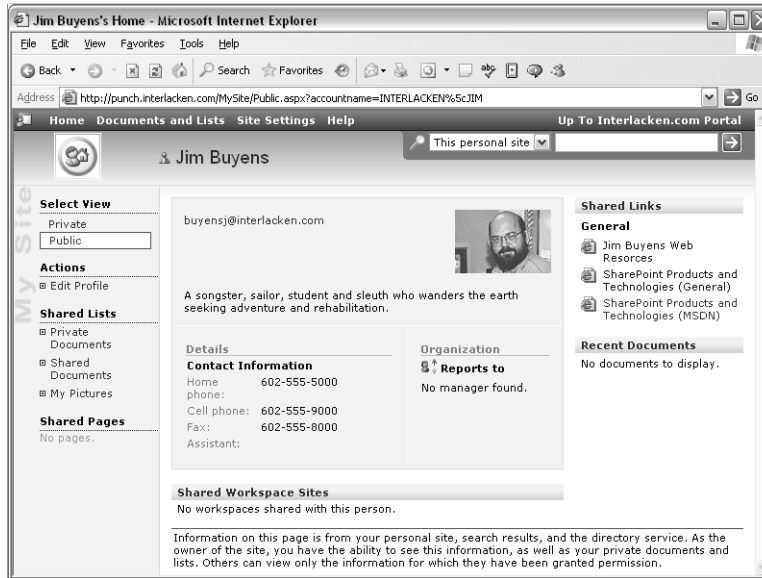 Jim Buyens's Home - Microsoft Internet Explorer
File Edit View Favorites Tools Help
Back Search Favorites
Address http://punch.interlacken.com/MySite/Public.aspx?accountname=INTERLACKEN%5cJIM Go
Home Documents and Lists Site Settings Help Up To Interlacken.com Portal
This personal site
Jim Buyens
My Site
Select View
Private
Public
Actions
Edit Profile
Shared Lists
Private
Documents
Shared
Documents
My Pictures
Shared Pages
No pages.
buyensj@interlacken.com
A songster, sailor, student and sleuth who wanders the earth
seeking adventure and rehabilitation.
Details
Contact Information
Home phone: 602-555-5000
Cell phone: 602-555-9000
Fax: 602-555-8000
Assistant:
Organization
Reports to
No manager found.
Shared Workspace Sites
No workspaces shared with this person.
Information on this page is from your personal site, search results, and the directory service. As the
owner of the site, you have the ability to see this information, as well as your private documents and
lists. Others can view only the information for which they have been granted permission.
Shared Links
General
Jim Buyens Web
Resorces
SharePoint Products and
Technologies (General)
SharePoint Products and
Technologies (MSDN)
Recent Documents
No documents to display.